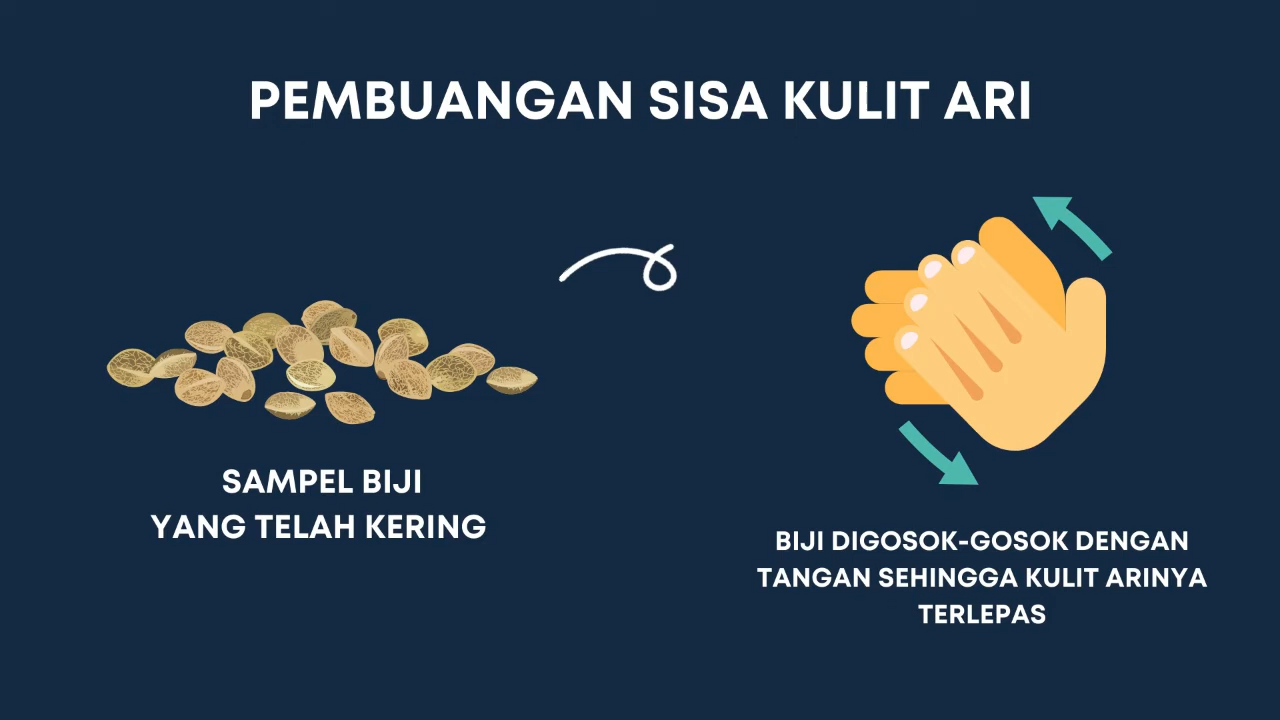 PEMBUANGAN SISA KULIT ARI
SAMPEL BIJI
YANG TELAH KERING
BIJI DIGOSOK-GOSOK DENGAN
TANGAN SEHINGGA KULIT ARINYA
TERLEPAS